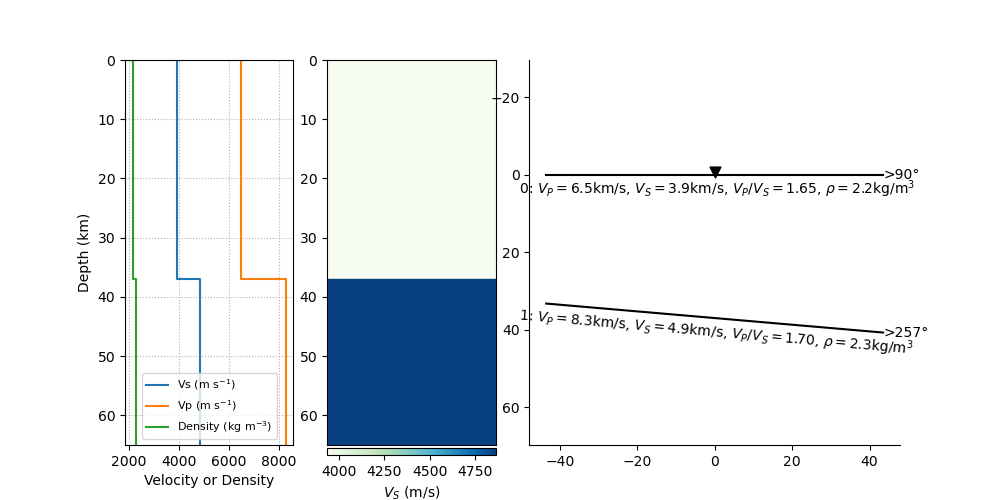 0
10
20
30
40
50
60
Depth (km)
Vs (m s⁻¹)
Vp (m s⁻¹)
Density (kg m⁻³)
2000 4000 6000 8000
Velocity or Density
0
10
20
30
40
50
60
4000 4250 4500 4750
V_S (m/s)
−20
0
20
40
60
>90°
0: V_P = 6.5km/s, V_S = 3.9km/s, V_P/V_S = 1.65, ρ = 2.2kg/m³
>257°
1: V_P = 8.3km/s, V_S = 4.9km/s, V_P/V_S = 1.70, ρ = 2.3kg/m³
−40 −20 0 20 40